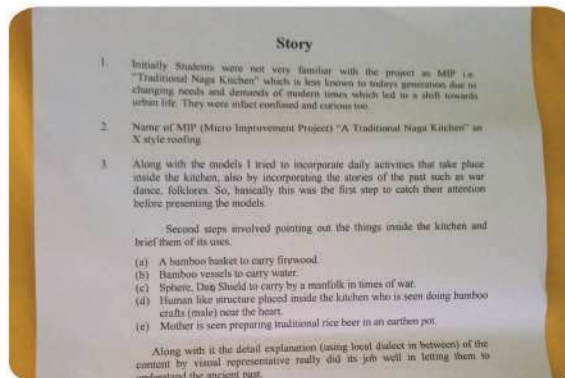 Story
1. Initially Students were not very familiar with the project as MIP i.e
"Traditional Naga Kitchen" which is less known to todays generation due to
changing needs and demands of modern times which led to a shift towards
urban life. They were infact confused and curious too.
2. Name of MIP (Micro Improvement Project) "A Traditional Naga Kitchen" an
X style roofing
3. Along with the models I tried to incorporate daily activities that take place
inside the kitchen, also by incorporating the stories of the past such as war
dance, folklores. So, basically this was the first step to catch their attention
before presenting the models.
Second steps involved pointing out the things inside the kitchen and
brief them of its uses.
(a) A bamboo basket to carry firewood.
(b) Bamboo vessels to carry water.
(c) Sphere, Dao Shield to carry by a manfolk in times of war.
(d) Human like structure placed inside the kitchen who is seen doing bamboo
crafts (male) near the heart.
(e) Mother is seen preparing traditional rice beer in an earthen pot.
Along with it the detail explanation (using local dialect in between) of the
content by visual representative really did its job well in letting them to
understand the ancient past.